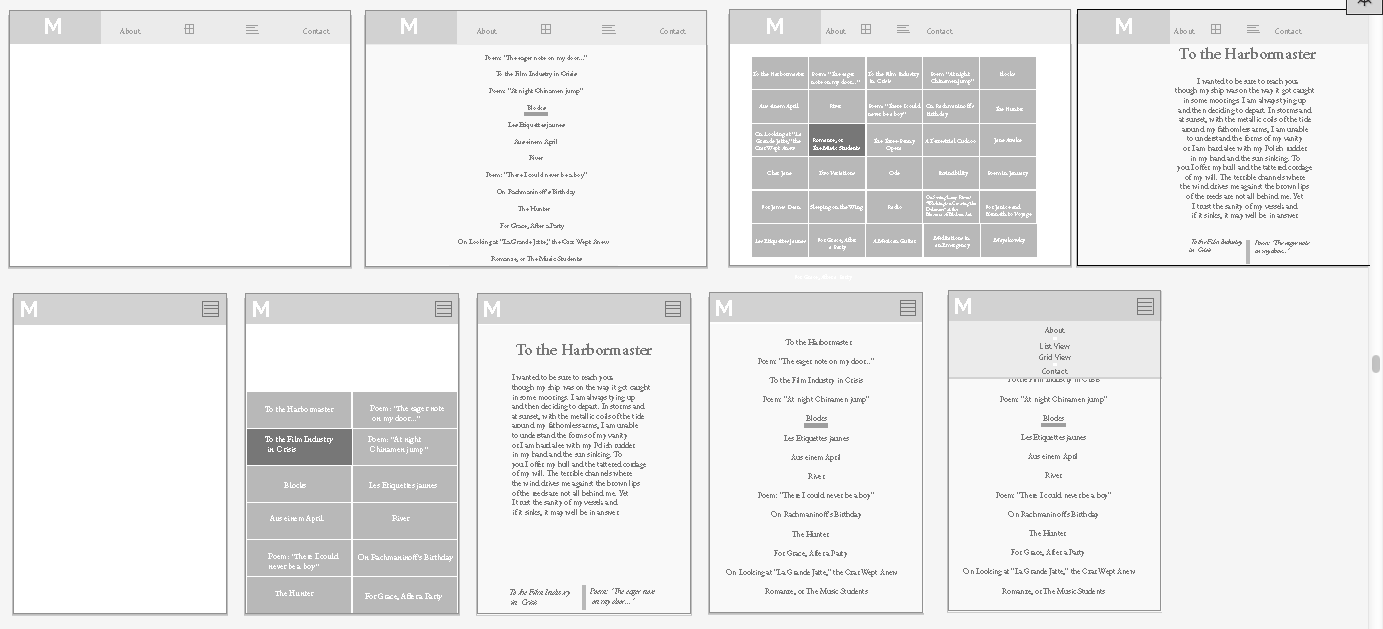 M
About
Contact
M
About
Contact
Poem: "The eager note on my door..."
To the Film Industry in Crisis
Poem: "At night Chinamen jump"
Blocks
Les Etiquettes jaunes
Aus einem April
River
Poem: "There I could never be a boy"
On Rachmaninoff's Birthday
The Hunter
For Grace, After a Party
On Looking at "La Grande Jatte," the Czar Wept Anew
Romanze, or The Music Students
M
About
Contact
To the Harbormaster
Poem: "The eager
note on my door..."
To the Film Industry
in Crisis
Poem: "At night
Chinamen jump"
Blocks
Aus einem April
River
Poem: "There I could
never be a boy"
On Rachmaninoff's
Birthday
The Hunter
On Looking at "La
Grande Jatte," the
Czar Wept Anew
Romanze, or
The Music Students
The Three-Penny
Opera
A Terrestrial Cuckoo
Jane Awake
Chez Jane
Two Variations
Ode
Invincibility
Poem in January
For James Dean
Sleeping on the Wing
Radio
For Janice and
Kenneth to Voyage
Les Etiquettes jaunes
For Grace, After
a Party
A Mexican Guitar
Meditations in
an Emergency
Mayakovsky
M
About
Contact
To the Harbormaster
I wanted to be sure to reach you;
though my ship was on the way it got caught
in some moorings. I am always tying up
and then deciding to depart. In storms and
at sunset, with the metallic coils of the tide
around my fathomless arms, I am unable
to understand the forms of my vanity
or I am hard alee with my Polish rudder
in my hand and the sun sinking. To
you I offer my hull and the tattered cordage
of my will. The terrible channels where
the wind drives me against the brown lips
of the reeds are not all behind me. Yet
I trust the sanity of my vessel; and
if it sinks, it may well be in answer
To the Film Industry
in Crisis
Poem: "The eager note
on my door..."
M
M
To the Harbormaster
Poem: "The eager note
on my door..."
To the Film Industry
in Crisis
Poem: "At night
Chinamen jump"
Blocks
Les Etiquettes jaunes
Aus einem April
River
Poem: "There I could
never be a boy"
On Rachmaninoff's Birthday
The Hunter
For Grace, After a Party
M
To the Harbormaster
I wanted to be sure to reach you;
though my ship was on the way it got caught
in some moorings. I am always tying up
and then deciding to depart. In storms and
at sunset, with the metallic coils of the tide
around my fathomless arms, I am unable
to understand the forms of my vanity
or I am hard alee with my Polish rudder
in my hand and the sun sinking. To
you I offer my hull and the tattered cordage
of my will. The terrible channels where
the wind drives me against the brown lips
of the reeds are not all behind me. Yet
I trust the sanity of my vessel; and
if it sinks, it may well be in answer
To the Film Industry
in Crisis
Poem: "The eager note
on my door..."
M
To the Harbormaster
Poem: "The eager note on my door..."
To the Film Industry in Crisis
Poem: "At night Chinamen jump"
Blocks
Les Etiquettes jaunes
Aus einem April
River
Poem: "There I could never be a boy"
On Rachmaninoff's Birthday
The Hunter
For Grace, After a Party
On Looking at "La Grande Jatte," the Czar Wept Anew
Romanze, or The Music Students
M
About
List View
Grid View
Contact
To the Film Industry in Crisis
Poem: "At night Chinamen jump"
Blocks
Les Etiquettes jaunes
Aus einem April
River
Poem: "There I could never be a boy"
On Rachmaninoff's Birthday
The Hunter
For Grace, After a Party
On Looking at "La Grande Jatte," the Czar Wept Anew
Romanze, or The Music Students